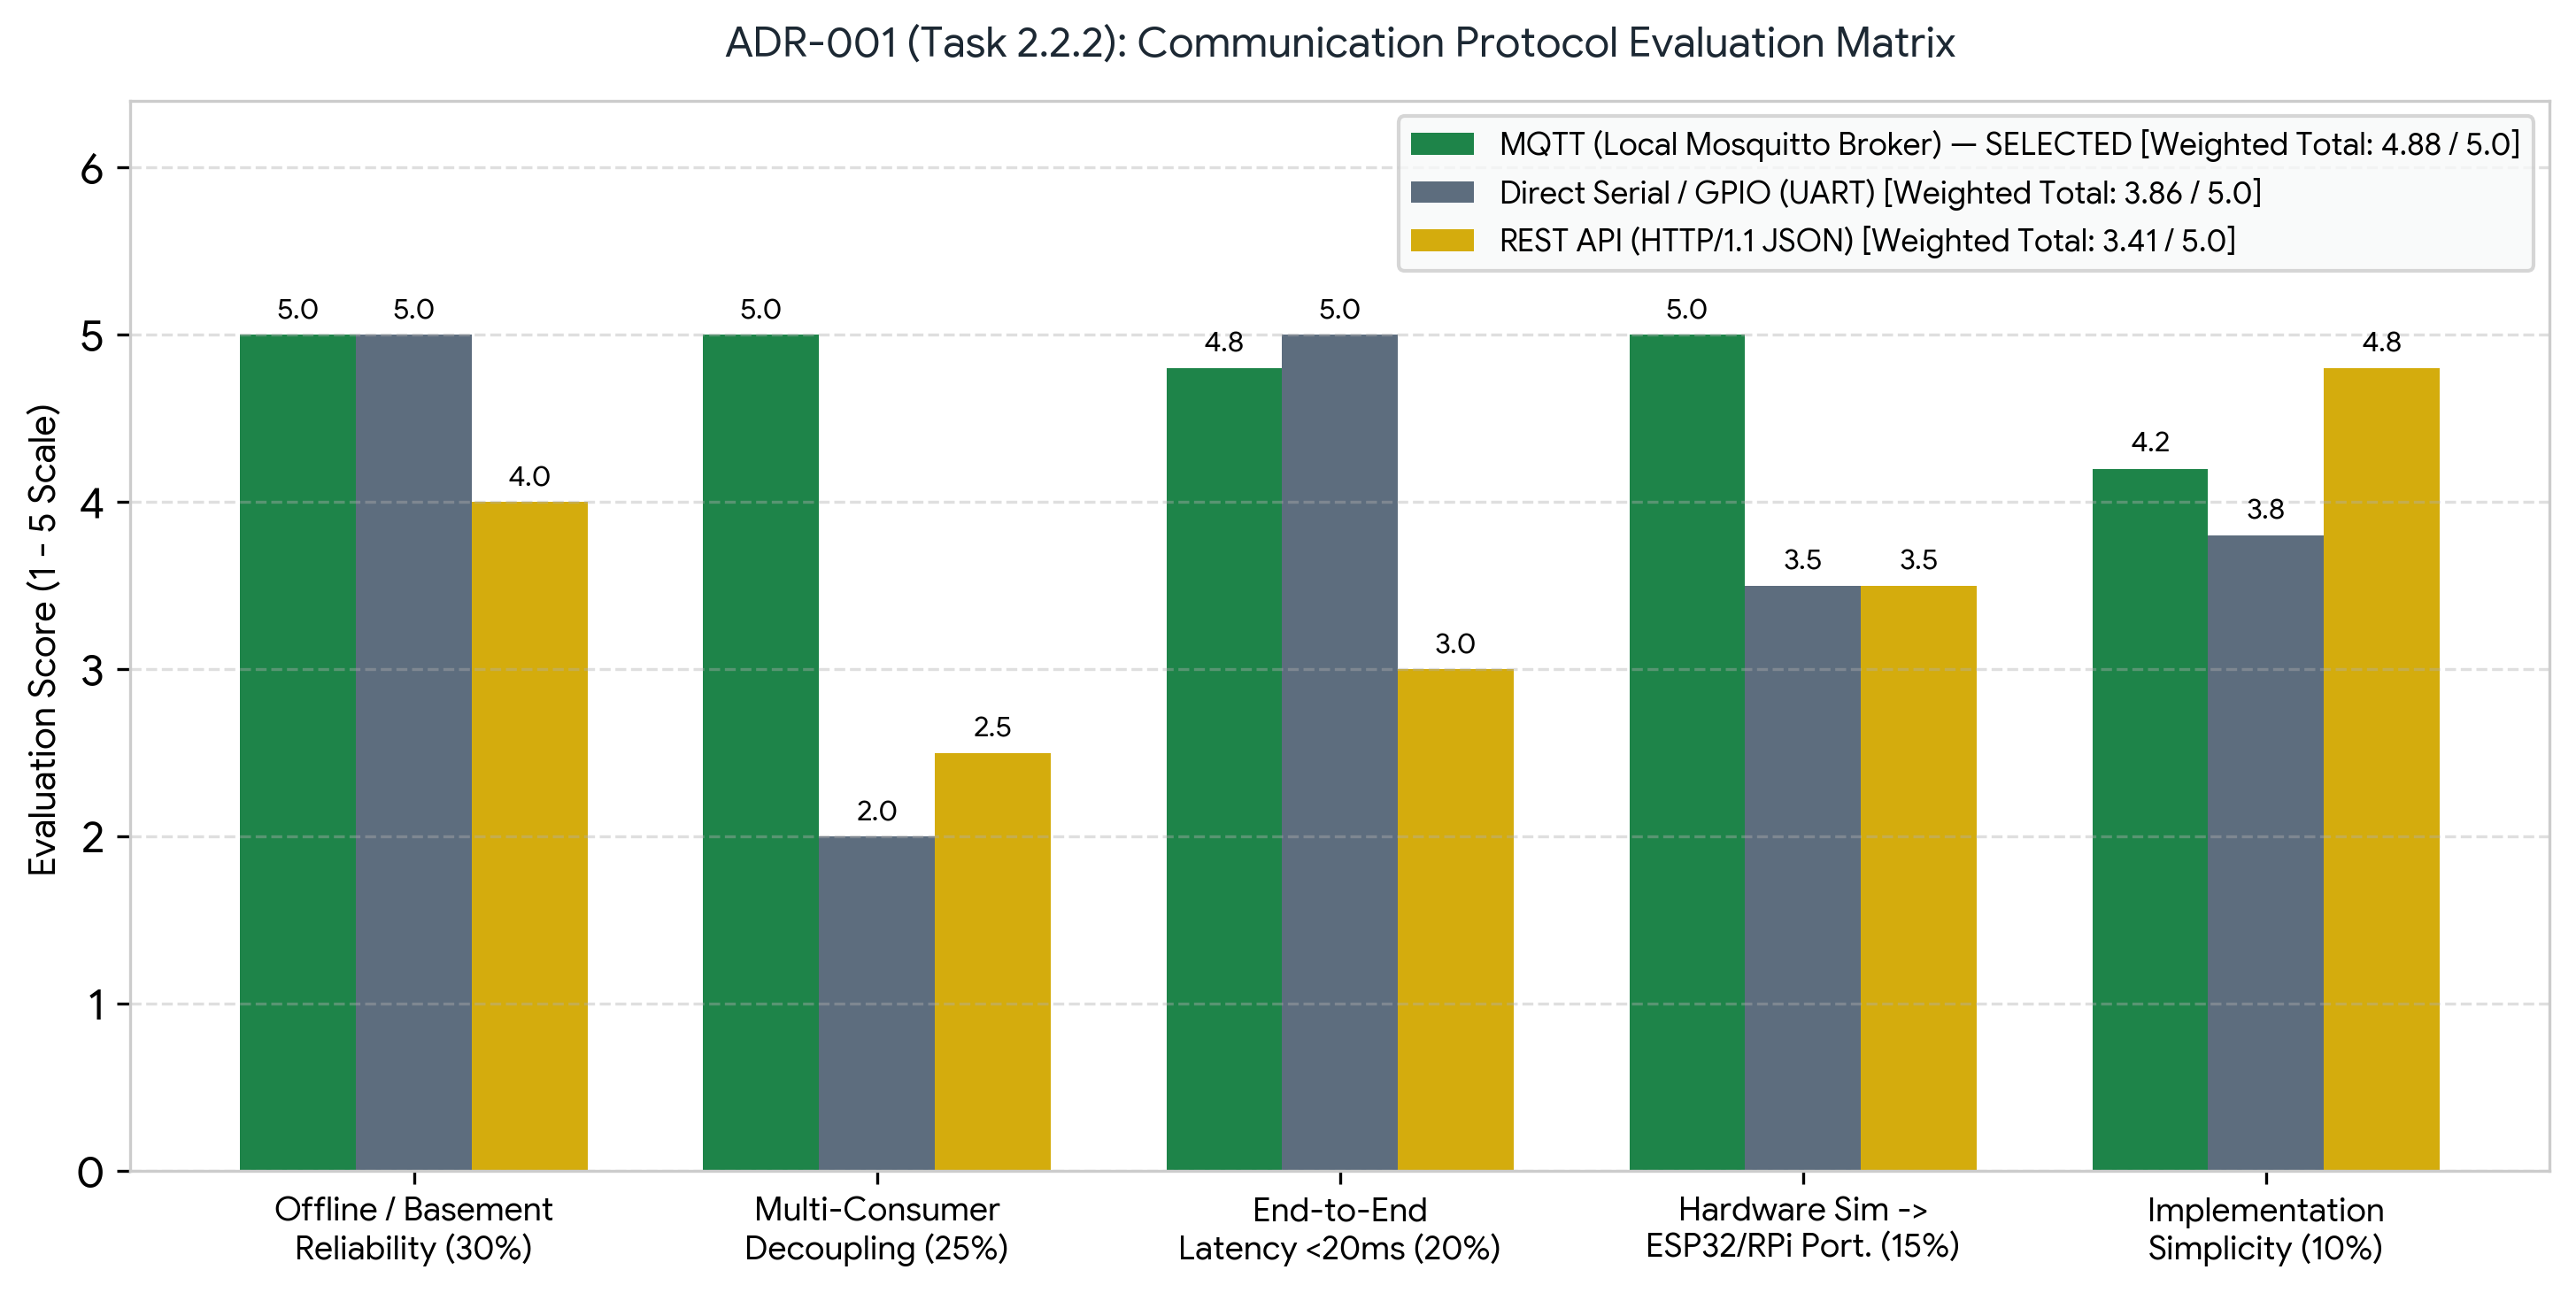 ADR-001 (Task 2.2.2): Communication Protocol Evaluation Matrix
MQTT (Local Mosquitto Broker) — SELECTED [Weighted Total: 4.88 / 5.0]
Direct Serial / GPIO (UART) [Weighted Total: 3.86 / 5.0]
REST API (HTTP/1.1 JSON) [Weighted Total: 3.41 / 5.0]
Evaluation Score (1 - 5 Scale)
6
5
4
3
2
1
0
5.0
5.0
4.0
5.0
2.0
2.5
4.8
5.0
3.0
5.0
3.5
3.5
4.2
3.8
4.8
Offline / Basement
Reliability (30%)
Multi-Consumer
Decoupling (25%)
End-to-End
Latency <20ms (20%)
Hardware Sim ->
ESP32/RPi Port. (15%)
Implementation
Simplicity (10%)